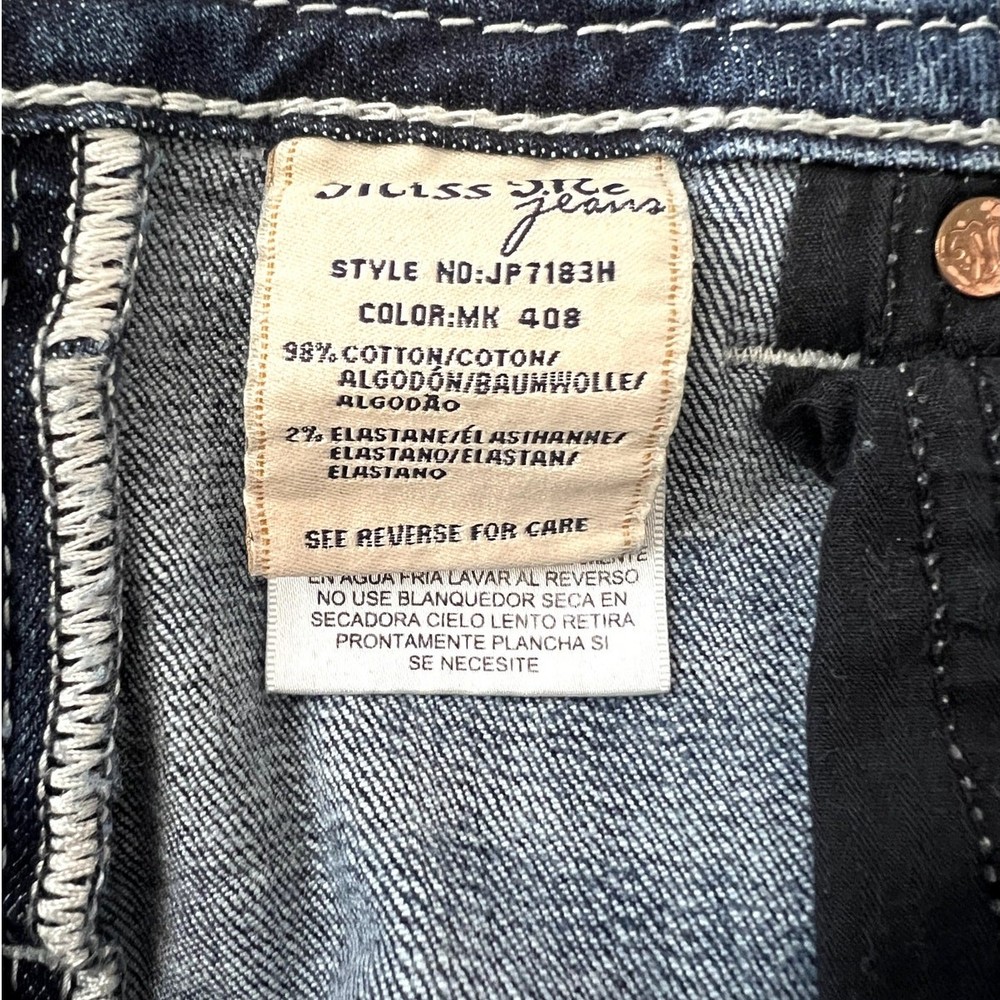 Miss Me
jeans
STYLE NO:JP7183H
COLOR:MK 408
98% COTTON/COTON/
ALGODÓN/BAUMWOLLE/
ALGODÃO
2% ELASTANE/ÉLASTHANNE/
ELASTANO/ELASTAN/
ELASTANO
SEE REVERSE FOR CARE
EN AGUA FRIA LAVAR AL REVERSO
NO USE BLANQUEDOR SECA EN
SECADORA CIELO LENTO RETIRA
PRONTAMENTE PLANCHA SI
SE NECESITE